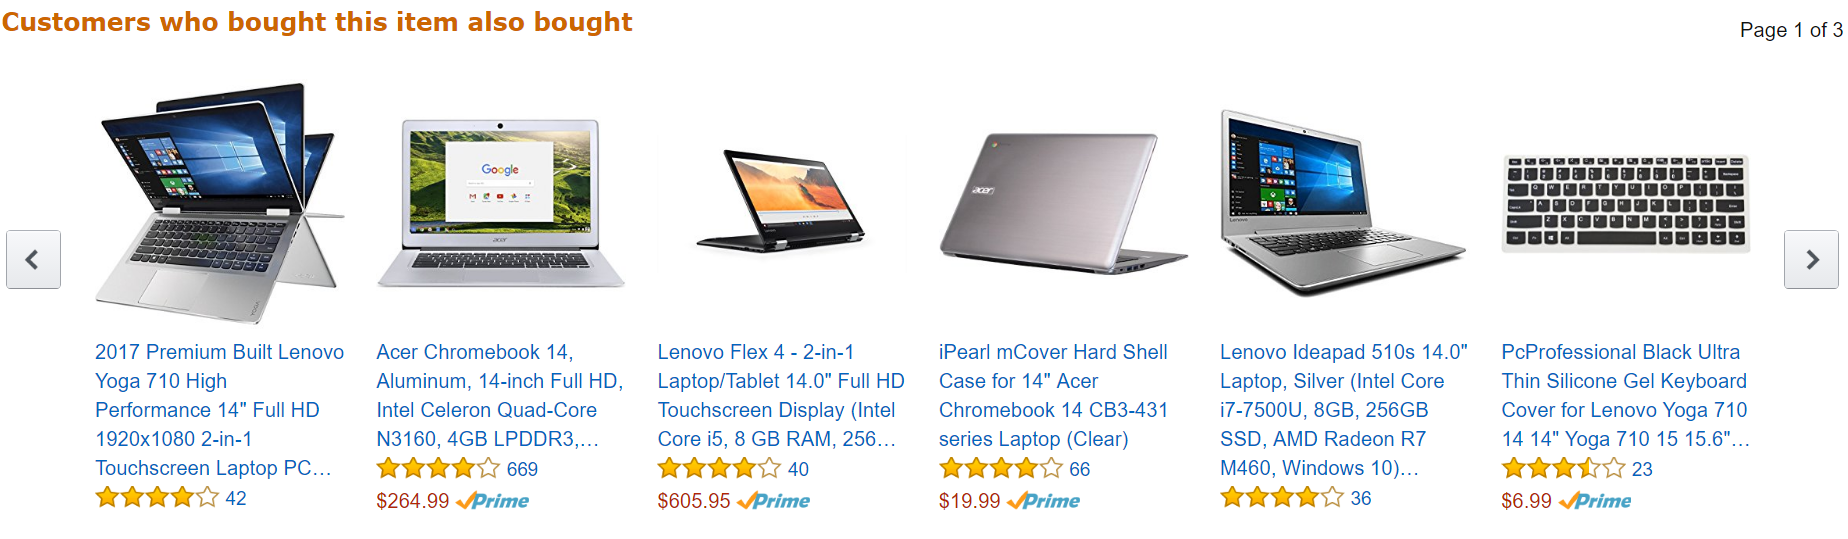 Customers who bought this item also bought
Page 1 of 3
Google
acer
acer
Lenovo
2017 Premium Built Lenovo
Yoga 710 High
Performance 14" Full HD
1920x1080 2-in-1
Touchscreen Laptop PC...
42
Acer Chromebook 14,
Aluminum, 14-inch Full HD,
Intel Celeron Quad-Core
N3160, 4GB LPDDR3,...
669
$264.99 Prime
Lenovo Flex 4 - 2-in-1
Laptop/Tablet 14.0" Full HD
Touchscreen Display (Intel
Core i5, 8 GB RAM, 256...
40
$605.95 Prime
iPearl mCover Hard Shell
Case for 14" Acer
Chromebook 14 CB3-431
series Laptop (Clear)
66
$19.99 Prime
Lenovo Ideapad 510s 14.0"
Laptop, Silver (Intel Core
i7-7500U, 8GB, 256GB
SSD, AMD Radeon R7
M460, Windows 10)...
36
PcProfessional Black Ultra
Thin Silicone Gel Keyboard
Cover for Lenovo Yoga 710
14 14" Yoga 710 15 15.6"...
23
$6.99 Prime